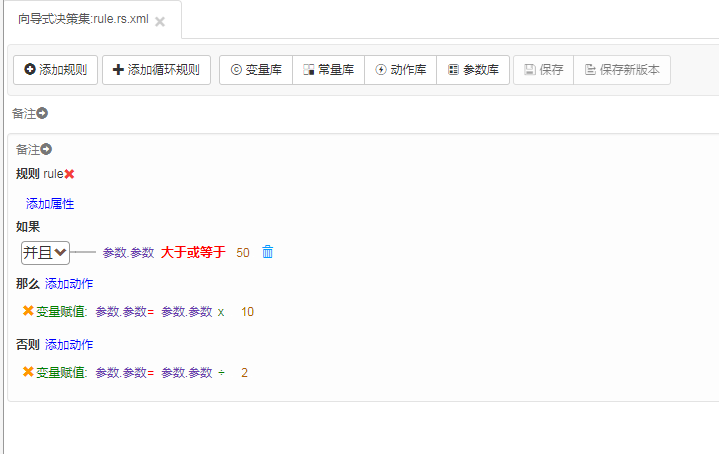 向导式决策集:rule.rs.xml
添加规则 添加循环规则 变量库 常量库 动作库 参数库 保存 保存新版本
备注
备注
规则 rule
添加属性
如果
并且 参数.参数 大于或等于 50
那么 添加动作
变量赋值: 参数.参数= 参数.参数 x 10
否则 添加动作
变量赋值: 参数.参数= 参数.参数 ÷ 2